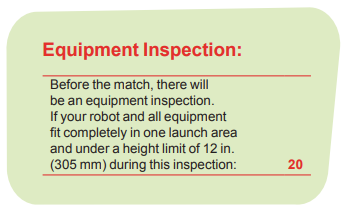 Equipment Inspection:
Before the match, there will
be an equipment inspection.
If your robot and all equipment
fit completely in one launch area
and under a height limit of 12 in.
(305 mm) during this inspection: 20